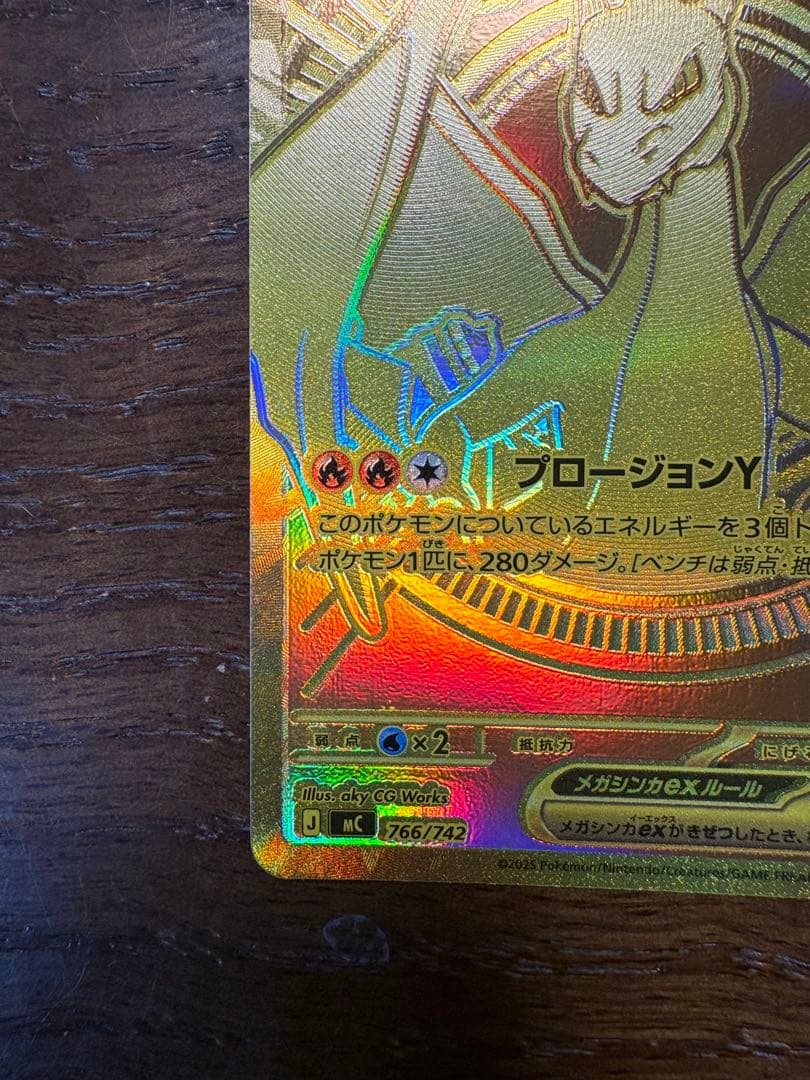 プロージョンY
このポケモンについているエネルギーを3個ト
ポケモン1匹に、280ダメージ。[ベンチは弱点・抵
弱点 ×2 抵抗力 にげ
メガシンカexルール
メガシンカexがきぜつしたとき、
Illus. aky CG Works
J MC 766/742
©2025 Pokémon/Nintendo/Creatures/GAME FREA